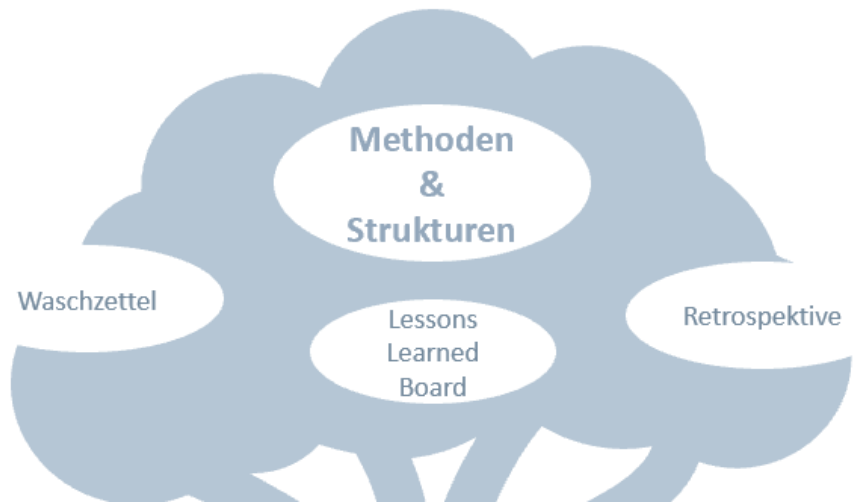 Methoden
&
Strukturen
Waschzettel
Lessons
Learned
Board
Retrospektive